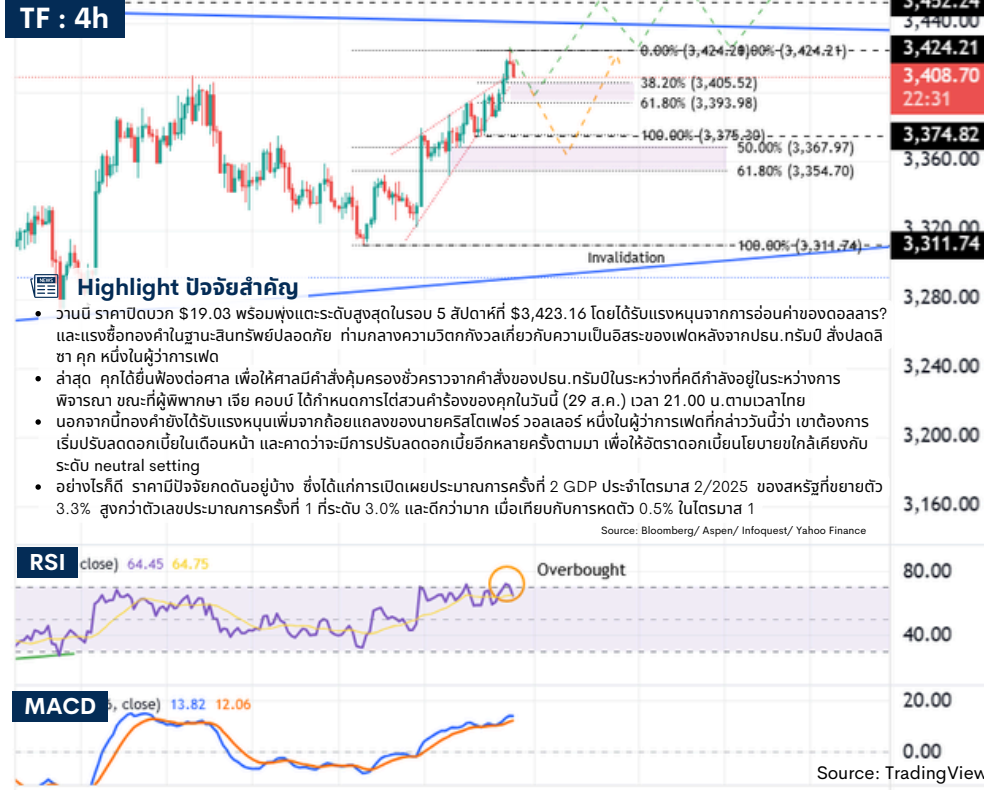 TF : 4h
3,452.24
3,440.00
3,424.21
0.00% (3,424.21)
0.00% (3,424.21)
3,408.70
22:31
38.20% (3,405.52)
61.80% (3,393.98)
100.00% (3,375.30)
3,374.82
50.00% (3,367.97)
3,360.00
61.80% (3,354.70)
3,320.00
100.00% (3,311.74)
3,311.74
Invalidation
NEWS
Highlight ปัจจัยสำคัญ
3,280.00
• วานนี้ ราคาปิดบวก $19.03 พร้อมพุ่งแตะระดับสูงสุดในรอบ 5 สัปดาห์ที่ $3,423.16 โดยได้รับแรงหนุนจากการอ่อนค่าของดอลลาร์?
และแรงซื้อทองคำในฐานะสินทรัพย์ปลอดภัย ท่ามกลางความวิตกกังวลเกี่ยวกับความเป็นอิสระของเฟดหลังจากปธน.ทรัมป์ สั่งปลดลิ
ซา คุก หนึ่งในผู้ว่าการเฟด
3,240.00
• ล่าสุด คุกได้ยื่นฟ้องต่อศาล เพื่อให้ศาลมีคำสั่งคุ้มครองชั่วคราวจากคำสั่งของปธน.ทรัมป์ในระหว่างที่คดีกำลังอยู่ในระหว่างการ
พิจารณา ขณะที่ผู้พิพากษา เจีย คอบบ์ ได้กำหนดการไต่สวนคำร้องของคุกในวันนี้ (29 ส.ค.) เวลา 21.00 น.ตามเวลาไทย
• นอกจากนี้ทองคำยังได้รับแรงหนุนเพิ่มจากถ้อยแถลงของนายคริสโตเฟอร์ วอลเลอร์ หนึ่งในผู้ว่าการเฟดที่กล่าววันนี้ว่า เขาต้องการ
เริ่มปรับลดดอกเบี้ยในเดือนหน้า และคาดว่าจะมีการปรับลดดอกเบี้ยอีกหลายครั้งตามมา เพื่อให้อัตราดอกเบี้ยนโยบายใกล้เคียงกับ
3,200.00
ระดับ neutral setting
• อย่างไรก็ดี ราคามีปัจจัยกดดันอยู่บ้าง ซึ่งได้แก่การเปิดเผยประมาณการครั้งที่ 2 GDP ประจำไตรมาส 2/2025 ของสหรัฐที่ขยายตัว
3.3% สูงกว่าตัวเลขประมาณการครั้งที่ 1 ที่ระดับ 3.0% และดีกว่ามาก เมื่อเทียบกับการหดตัว 0.5% ในไตรมาส 1
3,160.00
Source: Bloomberg/ Aspen/ Infoquest/ Yahoo Finance
RSI
close) 64.45 64.75
Overbought
80.00
40.00
MACD
, close) 13.82 12.06
20.00
0.00
Source: TradingView